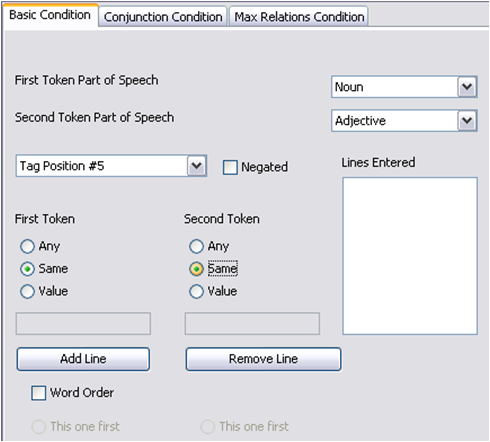 Basic Condition Conjunction Condition Max Relations Condition
First Token Part of Speech Noun
Second Token Part of Speech Adjective
Tag Position #5 Negated Lines Entered
First Token Second Token
Any Any
Same Same
Value Value
Add Line Remove Line
Word Order
This one first This one first